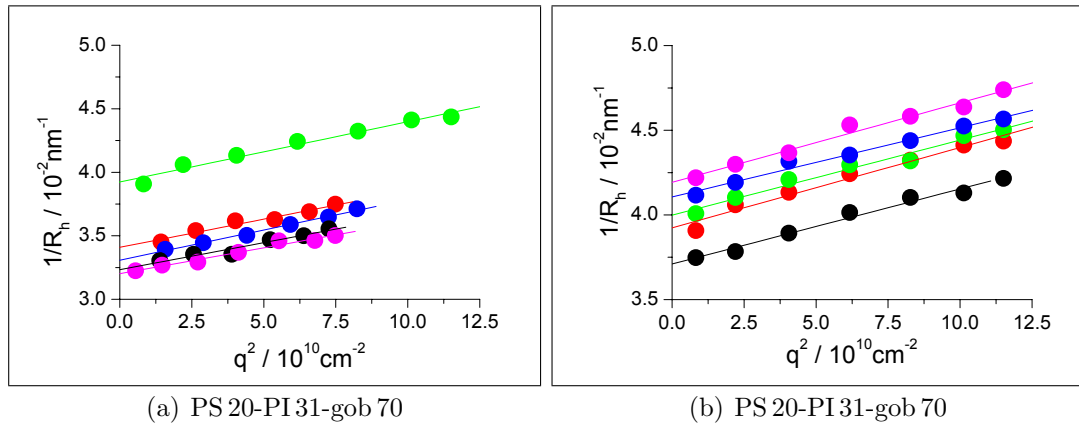 5.0
4.5
4.0
3.5
3.0
1/R_h / 10^-2 nm^-1
0.0 2.5 5.0 7.5 10.0 12.5
q^2 / 10^10 cm^-2
(a) PS 20-PI 31-gob 70
5.0
4.5
4.0
3.5
1/R_h / 10^-2 nm^-1
0.0 2.5 5.0 7.5 10.0 12.5
q^2 / 10^10 cm^-2
(b) PS 20-PI 31-gob 70